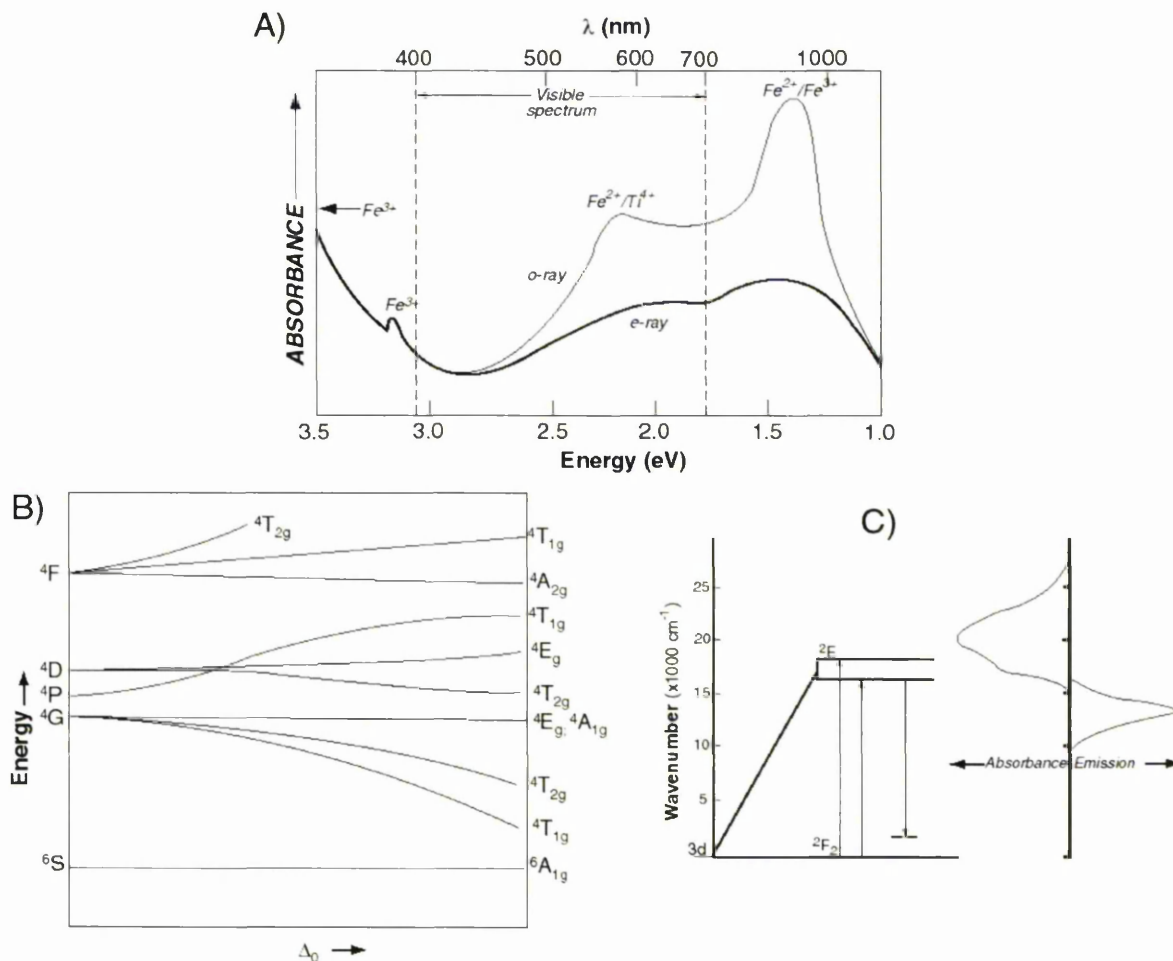 A)
λ (nm)
400 500 600 700 1000
Visible
spectrum
Fe²⁺/Fe³⁺
ABSORBANCE
Fe³⁺
Fe²⁺/Ti⁴⁺
o-ray
Fe³⁺
e-ray
3.5 3.0 2.5 2.0 1.5 1.0
Energy (eV)
B)
⁴T₂g
⁴T₁g
⁴F
⁴A₂g
⁴T₁g
⁴E_g
⁴D
⁴T₂g
⁴P
⁴G
⁴E_g; ⁴A₁g
⁴T₂g
⁴T₁g
⁶S
⁶A₁g
Energy
Δ₀
C)
Wavenumber (x1000 cm⁻¹)
25
20
15
10
5
3d
²E
²F₂
Absorbance Emission